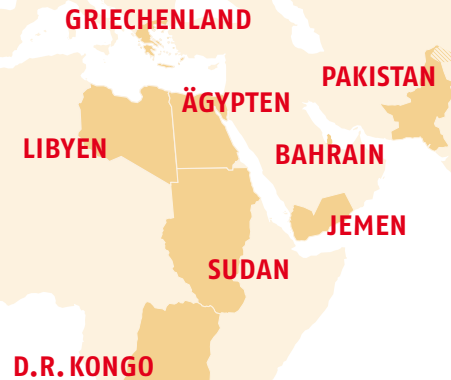 GRIECHENLAND
PAKISTAN
ÄGYPTEN
LIBYEN
BAHRAIN
JEMEN
SUDAN
D.R. KONGO